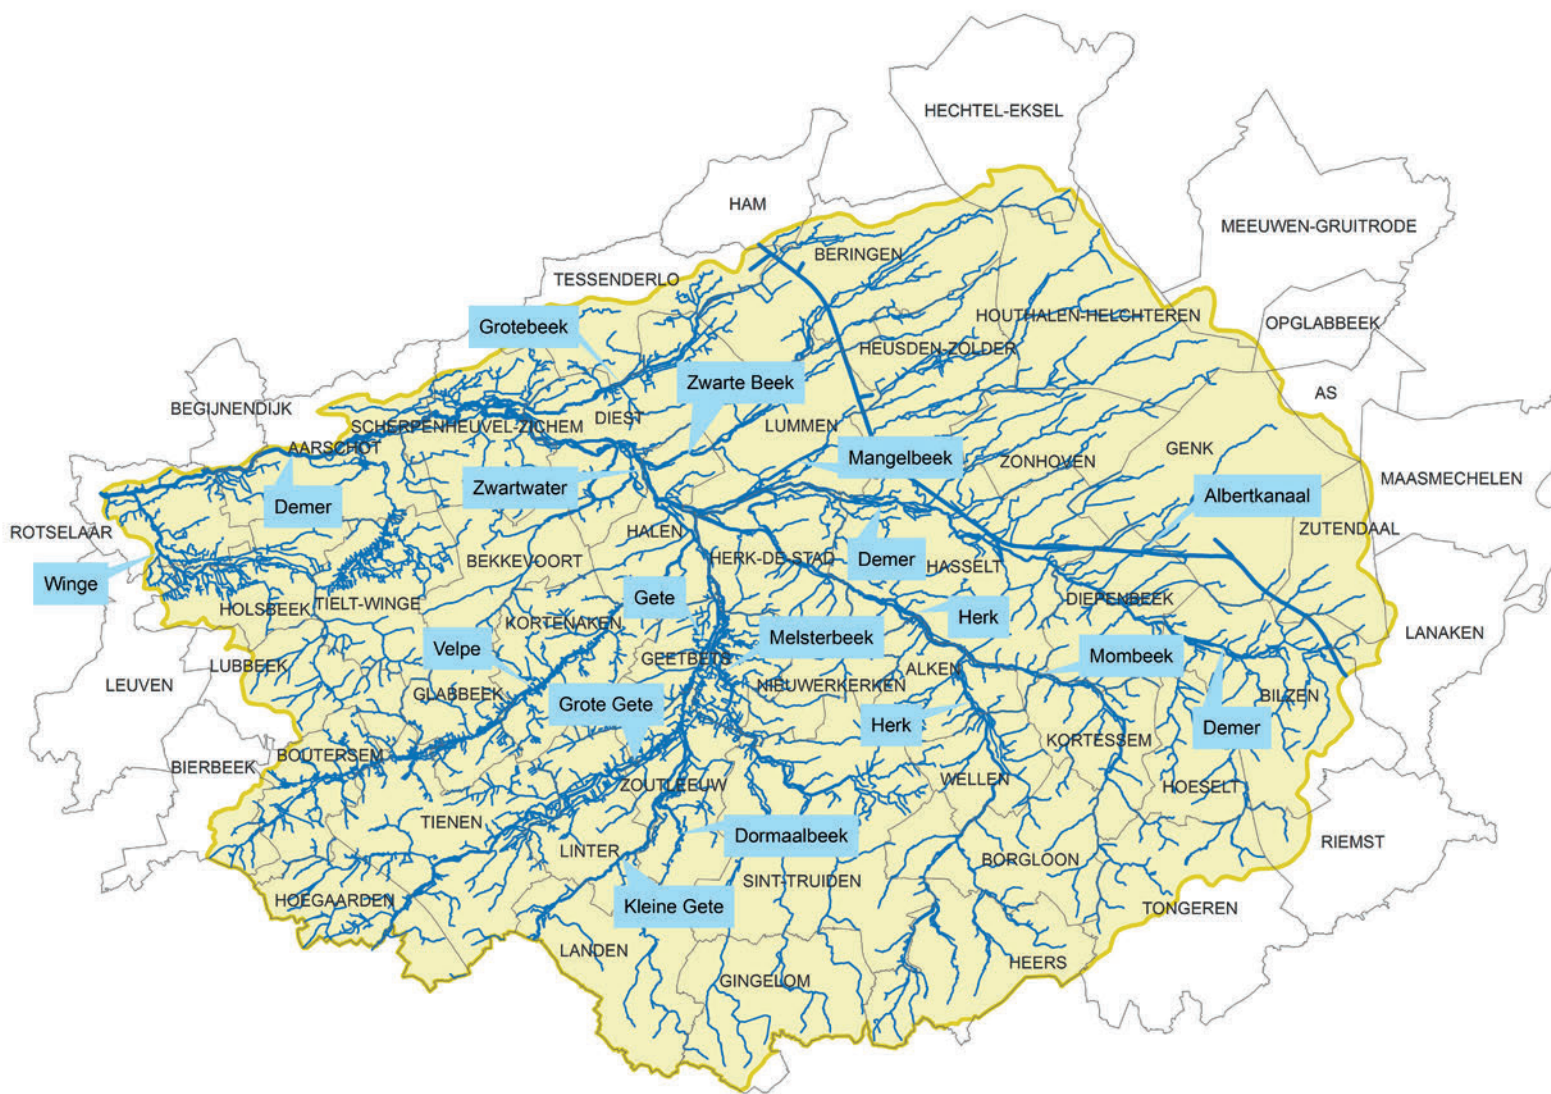 HECHTEL-EKSEL
HAM
MEEUWEN-GRUITRODE
BERINGEN
TESSENDERLO
HOUTHALEN-HELCHTEREN
OPGLABBEEK
Grotebeek
HEUSDEN-ZOLDER
Zwarte Beek
AS
BEGIJNENDIJK
DIEST
SCHERPENHEUVEL-ZICHEM
LUMMEN
AARSCHOT
GENK
Mangelbeek
ZONHOVEN
MAASMECHELEN
Zwartwater
Albertkanaal
Demer
ROTSELAAR
HALEN
ZUTENDAAL
HERK-DE-STAD
Demer
BEKKEVOORT
HASSELT
Winge
Gete
DIEPENBEEK
HOLSBEEK
TIELT-WINGE
Herk
KORTENAKEN
LANAKEN
Melsterbeek
Velpe
GEETBETS
Mombeek
LUBBEEK
ALKEN
LEUVEN
NIEUWERKERKEN
GLABBEEK
BILZEN
Grote Gete
Herk
Demer
KORTESSEM
BOUTERSEM
BIERBEEK
WELLEN
ZOUTLEEUW
HOESELT
TIENEN
Dormaalbeek
RIEMST
LINTER
BORGLOON
SINT-TRUIDEN
HOEGAARDEN
Kleine Gete
TONGEREN
LANDEN
HEERS
GINGELOM